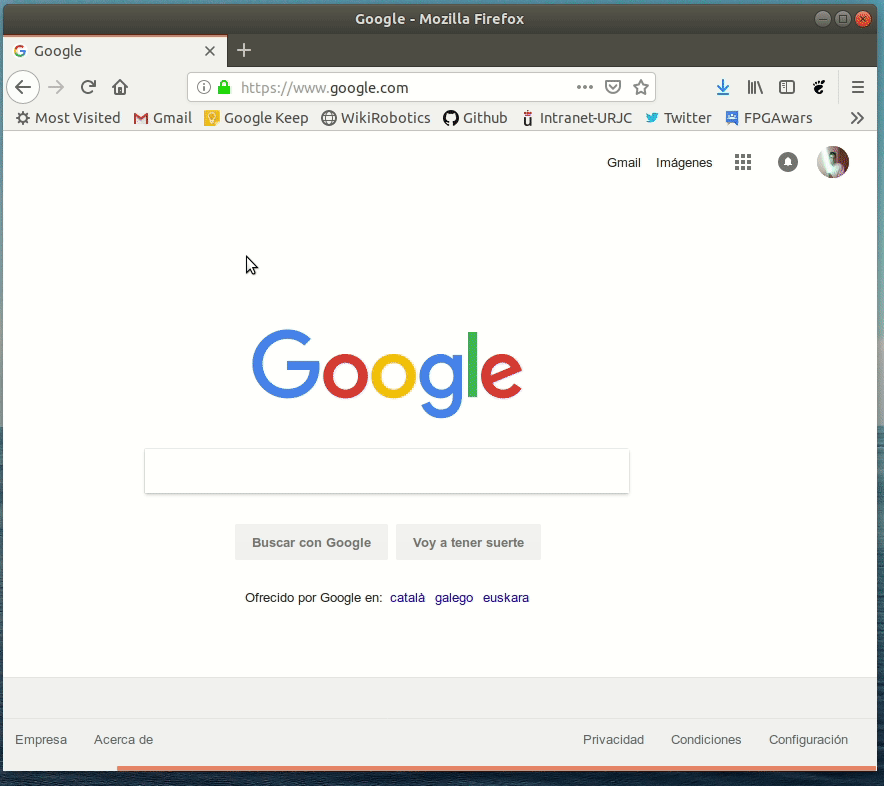 Google - Mozilla Firefox
Google
https://www.google.com
Most Visited Gmail Google Keep WikiRobotics Github Intranet-URJC Twitter FPGAwars
Gmail Imágenes
Google
Buscar con Google Voy a tener suerte
Ofrecido por Google en: català galego euskara
Empresa Acerca de Privacidad Condiciones Configuración